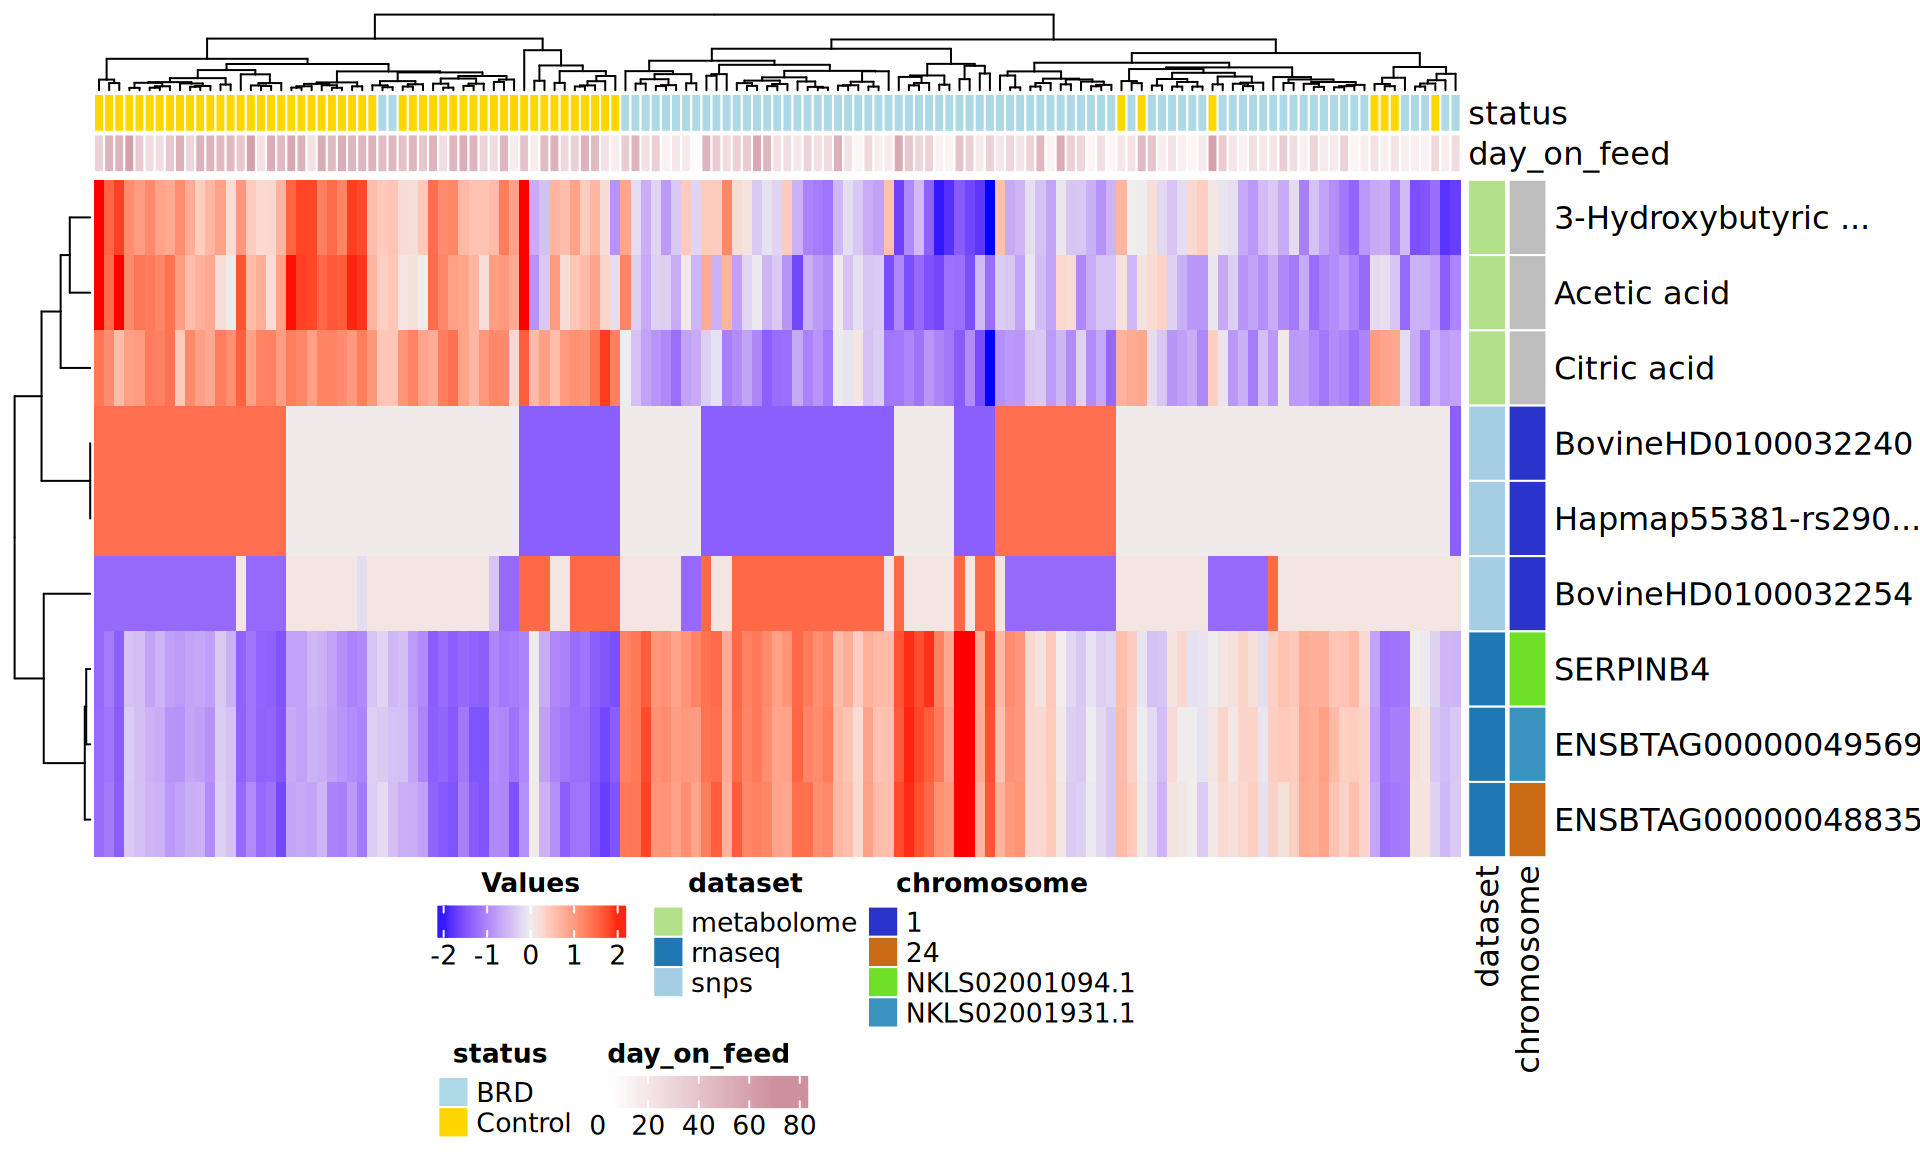 status
day_on_feed
3-Hydroxybutyric ...
Acetic acid
Citric acid
BovineHD0100032240
Hapmap55381-rs290...
BovineHD0100032254
SERPINB4
ENSBTAG00000049569
ENSBTAG00000048835
dataset
chromosome
Values
-2 -1 0 1 2
dataset
metabolome
rnaseq
snps
chromosome
1
24
NKLS02001094.1
NKLS02001931.1
status
BRD
Control
day_on_feed
0 20 40 60 80